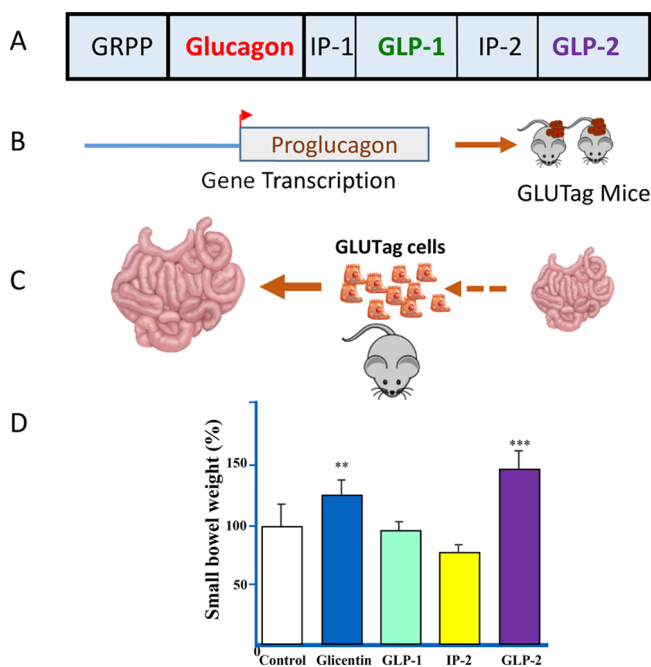 A
GRPP Glucagon IP-1 GLP-1 IP-2 GLP-2
B
Proglucagon
Gene Transcription
GLUTag Mice
C
GLUTag cells
D
Small bowel weight (%)
150
100
50
0
**
***
Control Glicentin GLP-1 IP-2 GLP-2